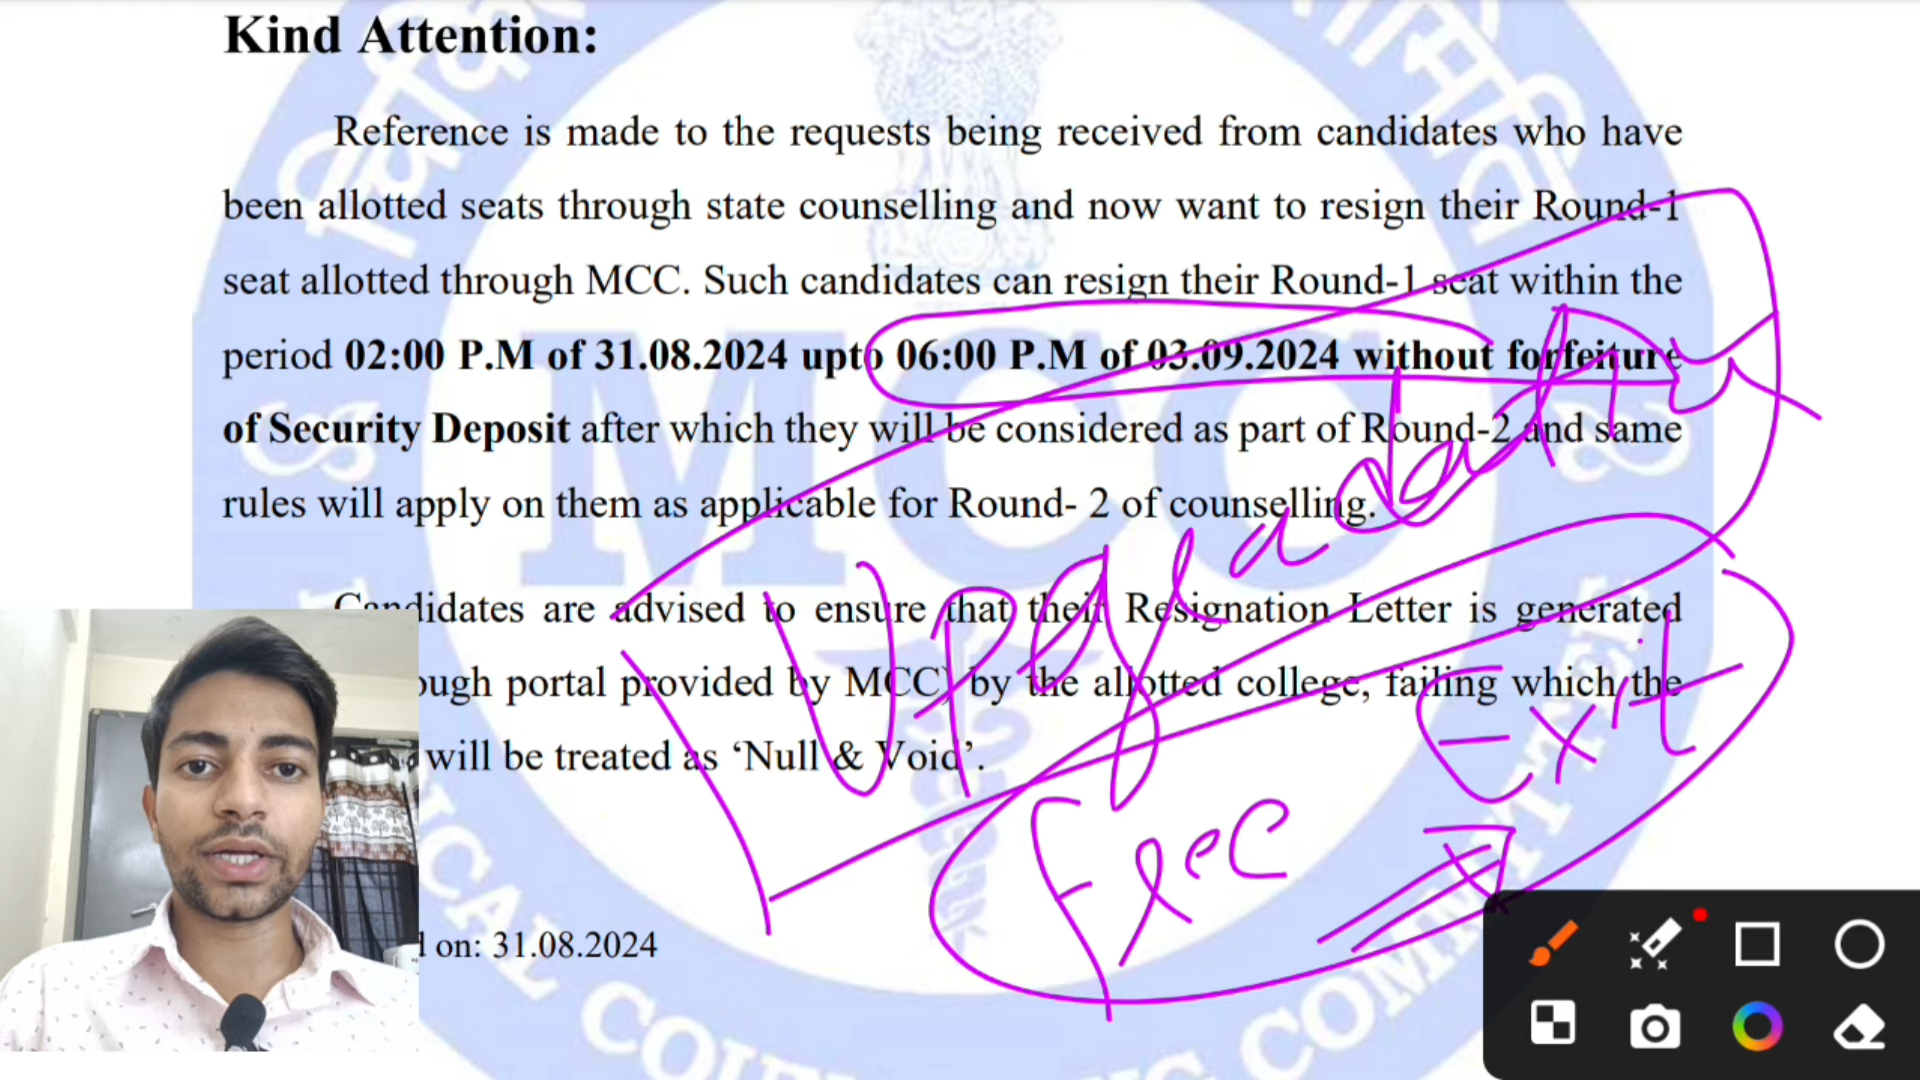 Kind Attention:
Reference is made to the requests being received from candidates who have
been allotted seats through state counselling and now want to resign their Round-1
seat allotted through MCC. Such candidates can resign their Round-1 seat within the
period 02:00 P.M of 31.08.2024 upto 06:00 P.M of 03.09.2024 without forfeiture
of Security Deposit after which they will be considered as part of Round-2 and same
rules will apply on them as applicable for Round- 2 of counselling.
Candidates are advised to ensure that their Resignation Letter is generated
ough portal provided by MCC) by the allotted college, failing which the
will be treated as ‘Null & Void’.
on: 31.08.2024
Free
Exit
MCC